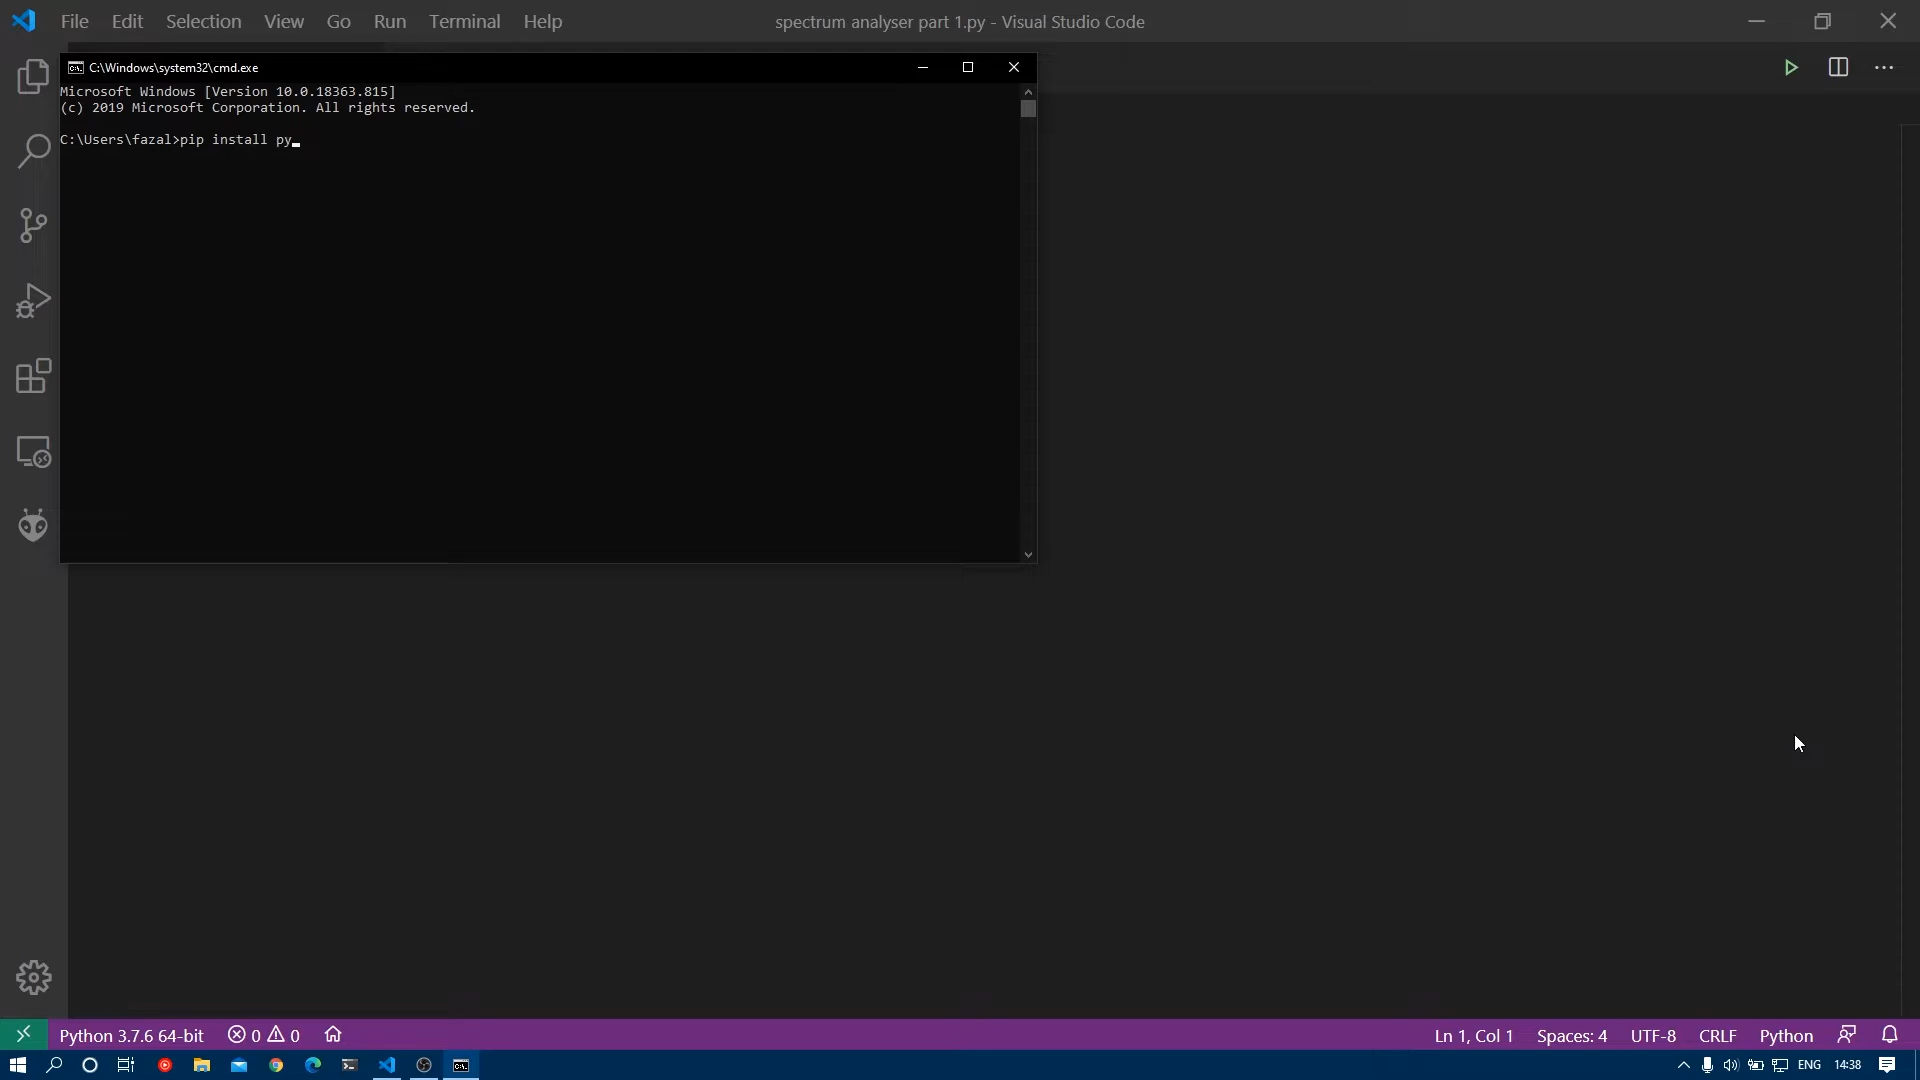 File Edit Selection View Go Run Terminal Help
spectrum analyser part 1.py - Visual Studio Code
C:\Windows\system32\cmd.exe
Microsoft Windows [Version 10.0.18363.815]
(c) 2019 Microsoft Corporation. All rights reserved.
C:\Users\fazal>pip install py
Python 3.7.6 64-bit 0 0 Ln 1, Col 1 Spaces: 4 UTF-8 CRLF Python
ENG 14:38